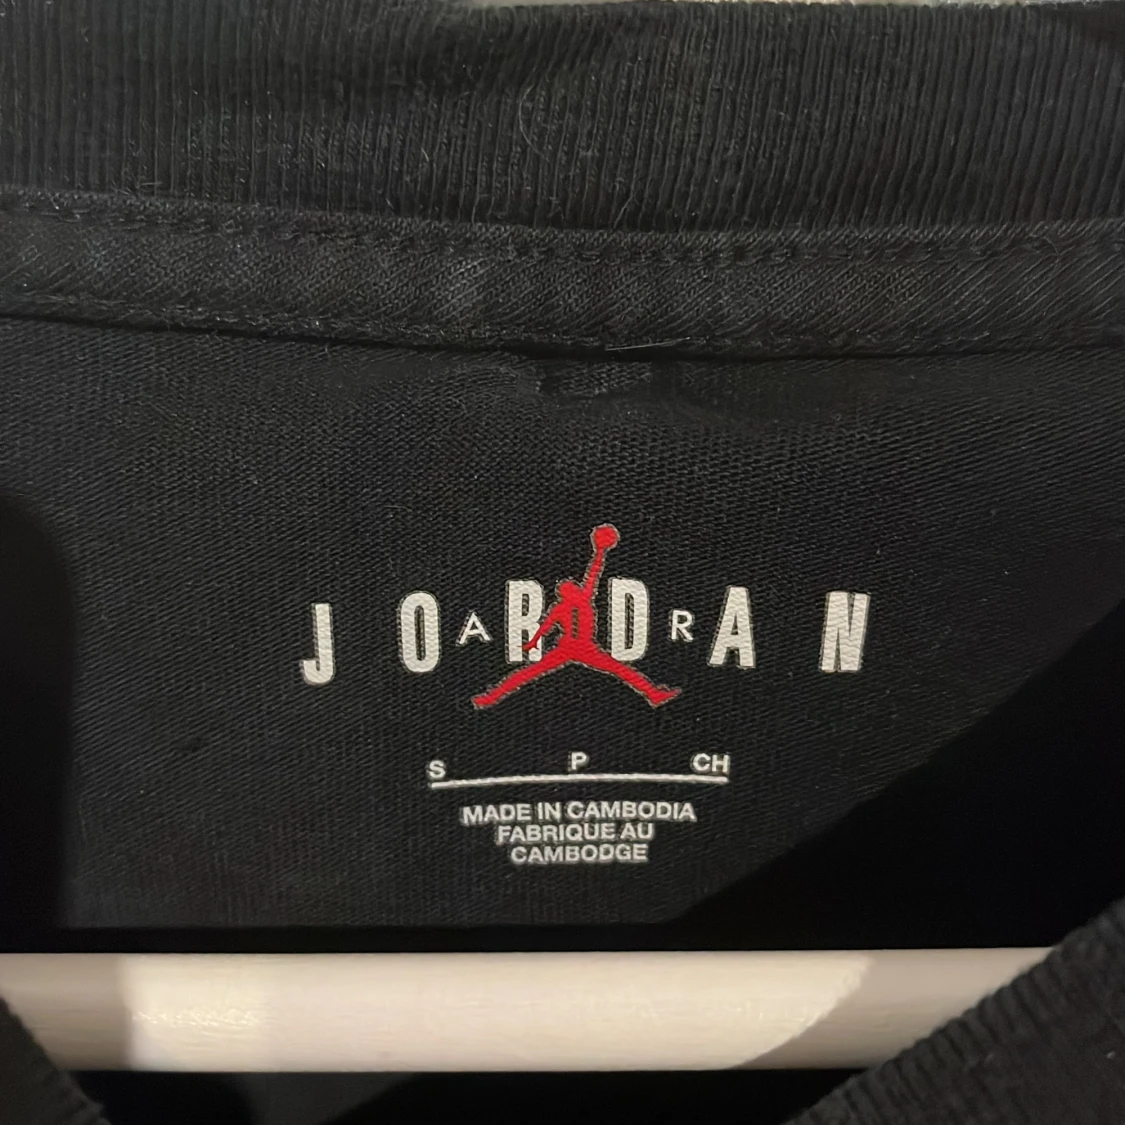 JORDAN
AIR
S P CH
MADE IN CAMBODIA
FABRIQUE AU
CAMBODGE